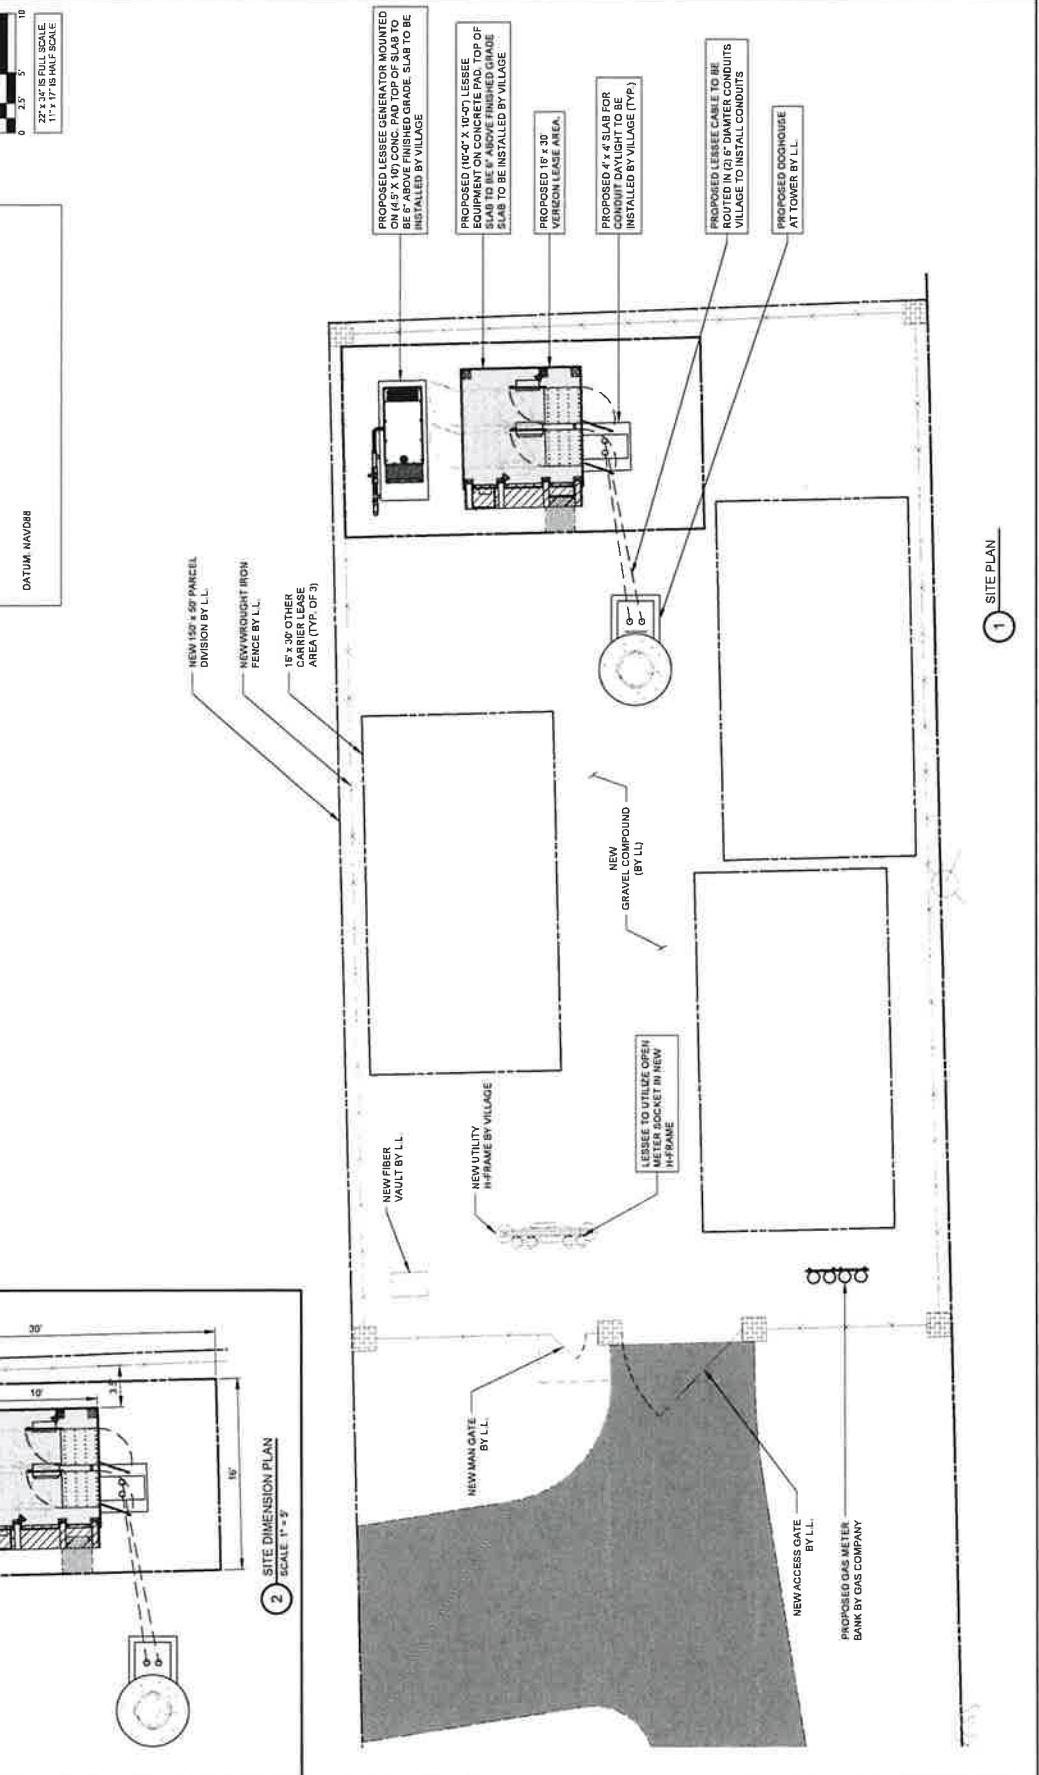 0 2.5' 5' 10'
22" x 34" IS FULL SCALE.
11" x 17" IS HALF SCALE
DATUM: NAVD88
PROPOSED LESSEE GENERATOR MOUNTED
ON (4.5' X 10') CONC. PAD TOP OF SLAB TO
BE 6" ABOVE FINISHED GRADE. SLAB TO BE
INSTALLED BY VILLAGE
PROPOSED (10'-0" X 10'-0") LESSEE
EQUIPMENT ON CONCRETE PAD. TOP OF
SLAB TO BE 6" ABOVE FINISHED GRADE
SLAB TO BE INSTALLED BY VILLAGE
PROPOSED 16' x 30'
VERIZON LEASE AREA.
PROPOSED 4' x 4' SLAB FOR
CONDUIT DAYLIGHT TO BE
INSTALLED BY VILLAGE (TYP.)
PROPOSED LESSEE CABLE TO BE
ROUTED IN (2) 6" DIAMTER CONDUITS
VILLAGE TO INSTALL CONDUITS
PROPOSED DOGHOUSE
AT TOWER BY L.L.
NEW 150' x 50' PARCEL
DIVISION BY L.L.
NEW WROUGHT IRON
FENCE BY L.L.
16' x 30' OTHER
CARRIER LEASE
AREA (TYP. OF 3)
NEW
GRAVEL COMPOUND
(BY LL)
NEW FIBER
VAULT BY L.L.
NEW UTILITY
H-FRAME BY VILLAGE
LESSEE TO UTILIZE OPEN
METER SOCKET IN NEW
H-FRAME
NEW MAN GATE
BY L.L.
NEW ACCESS GATE
BY L.L.
PROPOSED GAS METER
BANK BY GAS COMPANY
1 SITE PLAN
30'
10'
3.5'
16'
2 SITE DIMENSION PLAN
SCALE: 1" = 5'